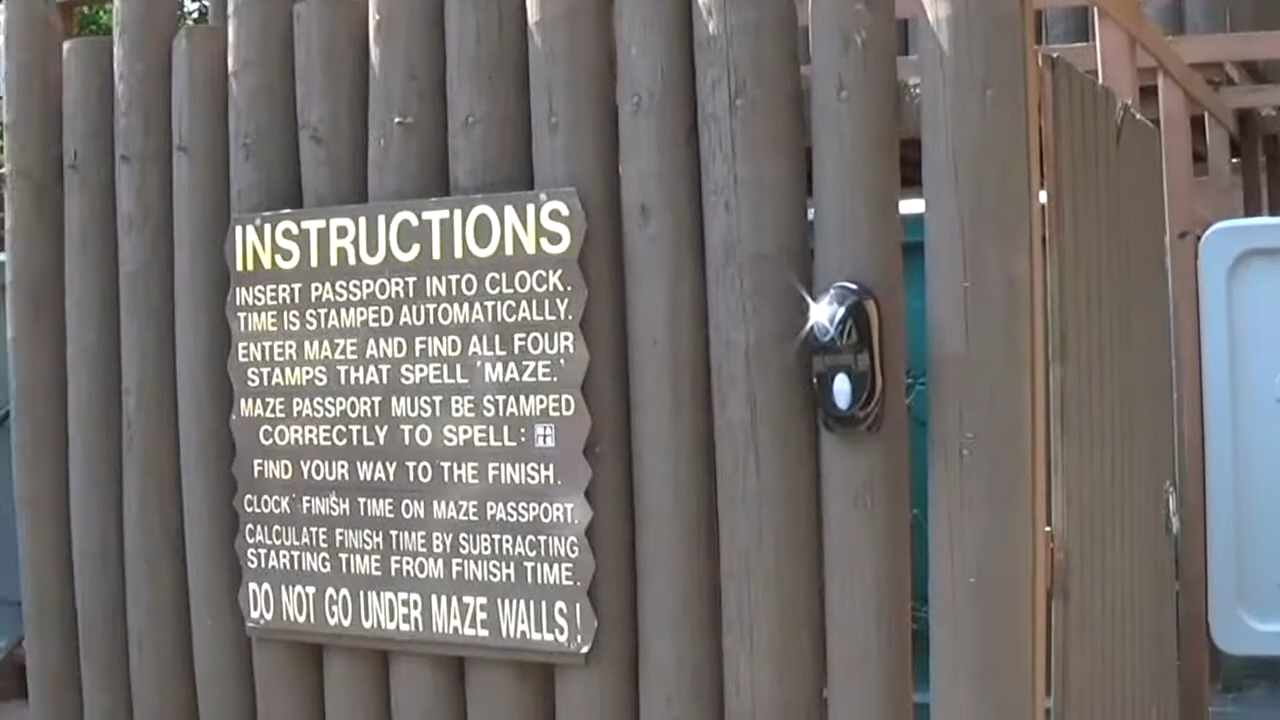 INSTRUCTIONS
INSERT PASSPORT INTO CLOCK.
TIME IS STAMPED AUTOMATICALLY.
ENTER MAZE AND FIND ALL FOUR
STAMPS THAT SPELL 'MAZE.'
MAZE PASSPORT MUST BE STAMPED
CORRECTLY TO SPELL:
FIND YOUR WAY TO THE FINISH.
CLOCK FINISH TIME ON MAZE PASSPORT.
CALCULATE FINISH TIME BY SUBTRACTING
STARTING TIME FROM FINISH TIME.
DO NOT GO UNDER MAZE WALLS!